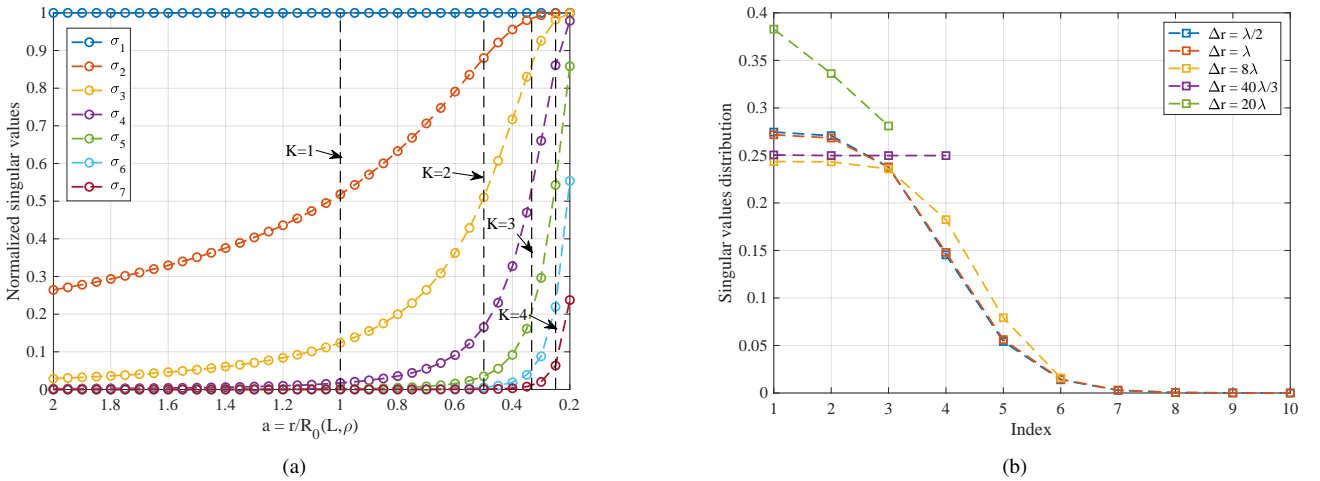 Normalized singular values
1
0.9
0.8
0.7
0.6
0.5
0.4
0.3
0.2
0.1
0
σ1
σ2
σ3
σ4
σ5
σ6
σ7
K=1
K=2
K=3
K=4
2 1.8 1.6 1.4 1.2 1 0.8 0.6 0.4 0.2
a = r/R0(L,ρ)
(a)
Singular values distribution
0.4
0.35
0.3
0.25
0.2
0.15
0.1
0.05
0
Δr = λ/2
Δr = λ
Δr = 8λ
Δr = 40λ/3
Δr = 20λ
1 2 3 4 5 6 7 8 9 10
Index
(b)